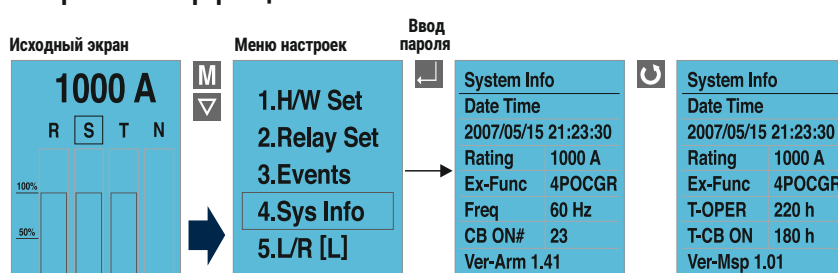 Ввод
Исходный экран
Меню настроек
пароля
1000 A
R S T N
100%
50%
M
1.H/W Set
2.Relay Set
3.Events
4.Sys Info
5.L/R [L]
System Info
Date Time
2007/05/15 21:23:30
Rating 1000 A
Ex-Func 4POCGR
Freq 60 Hz
CB ON# 23
Ver-Arm 1.41
System Info
Date Time
2007/05/15 21:23:30
Rating 1000 A
Ex-Func 4POCGR
T-OPER 220 h
T-CB ON 180 h
Ver-Msp 1.01